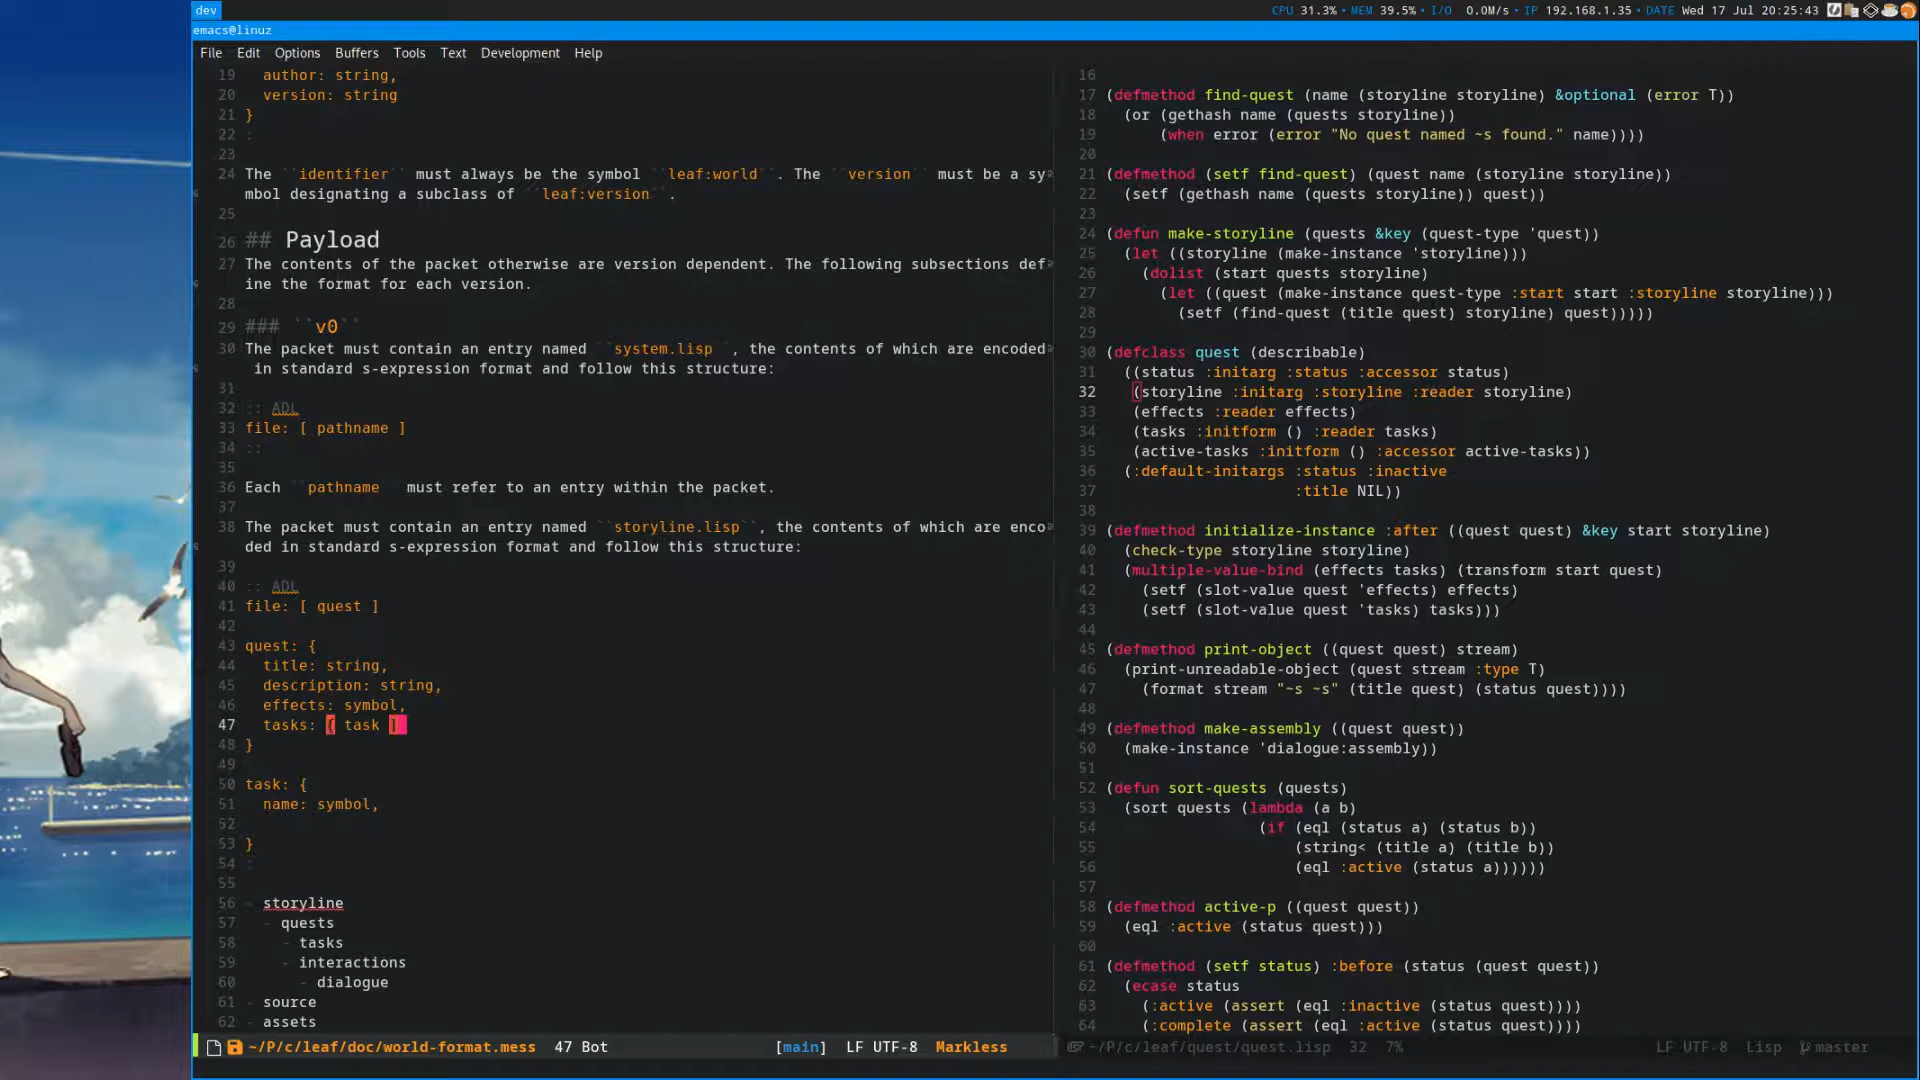 dev
CPU 31.3% • MEM 39.5% • I/O 0.0M/s • IP 192.168.1.35 • DATE Wed 17 Jul 20:25:43
emacs@linuz
File Edit Options Buffers Tools Text Development Help
19 author: string,
20 version: string
21 }
22 :
23
24 The ``identifier`` must always be the symbol ``leaf:world``. The ``version`` must be a sy
mbol designating a subclass of ``leaf:version``.
25
26 ## Payload
27 The contents of the packet otherwise are version dependent. The following subsections def
ine the format for each version.
28
29 ### ``v0``
30 The packet must contain an entry named ``system.lisp``, the contents of which are encoded
in standard s-expression format and follow this structure:
31
32 :: ADL
33 file: [ pathname ]
34 ::
35
36 Each ``pathname`` must refer to an entry within the packet.
37
38 The packet must contain an entry named ``storyline.lisp``, the contents of which are enco
ded in standard s-expression format and follow this structure:
39
40 :: ADL
41 file: [ quest ]
42
43 quest: {
44 title: string,
45 description: string,
46 effects: symbol,
47 tasks: [ task ]
48 }
49
50 task: {
51 name: symbol,
52
53 }
54 :
55
56 - storyline
57 - quests
58 - tasks
59 - interactions
60 - dialogue
61 - source
62 - assets
~/P/c/leaf/doc/world-format.mess 47 Bot [main] LF UTF-8 Markless
16
17 (defmethod find-quest (name (storyline storyline) &optional (error T))
18 (or (gethash name (quests storyline))
19 (when error (error "No quest named ~s found." name))))
20
21 (defmethod (setf find-quest) (quest name (storyline storyline))
22 (setf (gethash name (quests storyline)) quest))
23
24 (defun make-storyline (quests &key (quest-type 'quest))
25 (let ((storyline (make-instance 'storyline)))
26 (dolist (start quests storyline)
27 (let ((quest (make-instance quest-type :start start :storyline storyline)))
28 (setf (find-quest (title quest) storyline) quest)))))
29
30 (defclass quest (describable)
31 ((status :initarg :status :accessor status)
32 (storyline :initarg :storyline :reader storyline)
33 (effects :reader effects)
34 (tasks :initform () :reader tasks)
35 (active-tasks :initform () :accessor active-tasks))
36 (:default-initargs :status :inactive
37 :title NIL))
38
39 (defmethod initialize-instance :after ((quest quest) &key start storyline)
40 (check-type storyline storyline)
41 (multiple-value-bind (effects tasks) (transform start quest)
42 (setf (slot-value quest 'effects) effects)
43 (setf (slot-value quest 'tasks) tasks)))
44
45 (defmethod print-object ((quest quest) stream)
46 (print-unreadable-object (quest stream :type T)
47 (format stream "~s ~s" (title quest) (status quest))))
48
49 (defmethod make-assembly ((quest quest))
50 (make-instance 'dialogue:assembly))
51
52 (defun sort-quests (quests)
53 (sort quests (lambda (a b)
54 (if (eql (status a) (status b))
55 (string< (title a) (title b))
56 (eql :active (status a))))))
57
58 (defmethod active-p ((quest quest))
59 (eql :active (status quest)))
60
61 (defmethod (setf status) :before (status (quest quest))
62 (ecase status
63 (:active (assert (eql :inactive (status quest))))
64 (:complete (assert (eql :active (status quest))))
~/P/c/leaf/quest/quest.lisp 32 7% LF UTF-8 Lisp master